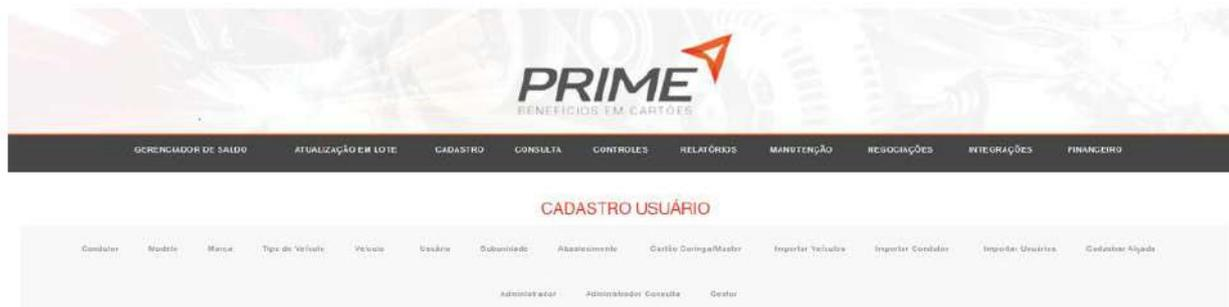 PRIME
BENEFÍCIOS EM CARTÕES
GERENCIADOR DE SALDO ATUALIZAÇÃO EM LOTE CADASTRO CONSULTA CONTROLES RELATÓRIOS MANUTENÇÃO NEGOCIAÇÕES INTEGRAÇÕES FINANCEIRO
CADASTRO USUÁRIO
Condutor Modelo Marca Tipo de Veículo Veículo Usuário Subunidade Abastecimento Cartão Coringa/Master Importar Veículos Importar Condutor Importar Usuários Cadastrar Alçada
Administrador Administrador Consulta Gestor